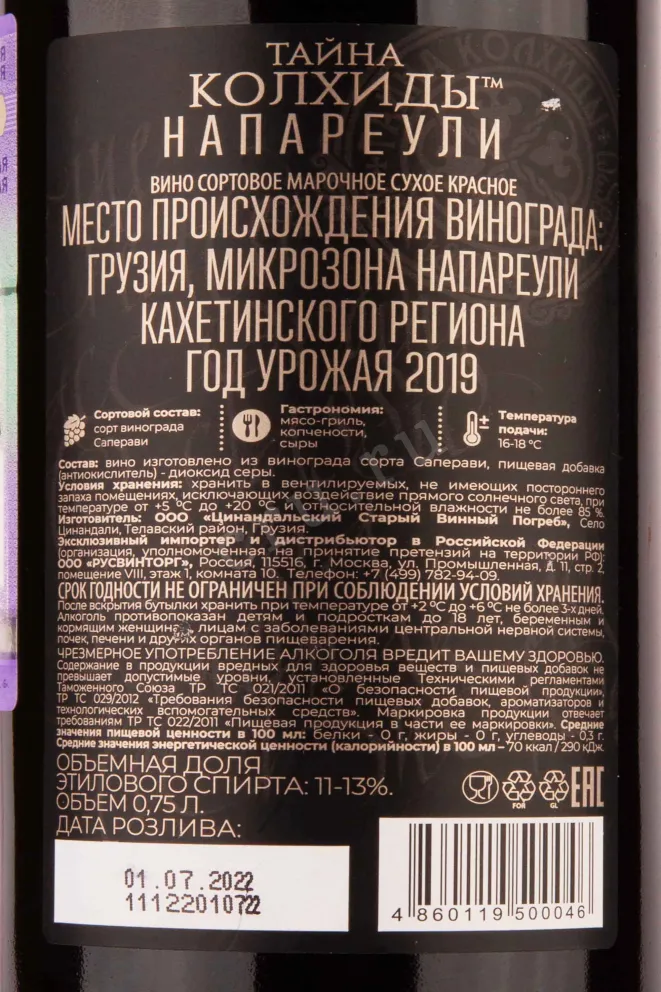 ТАЙНА
КОЛХИДЫ™
НАПАРЕУЛИ
ВИНО СОРТОВОЕ МАРОЧНОЕ СУХОЕ КРАСНОЕ
МЕСТО ПРОИСХОЖДЕНИЯ ВИНОГРАДА:
ГРУЗИЯ, МИКРОЗОНА НАПАРЕУЛИ
КАХЕТИНСКОГО РЕГИОНА
ГОД УРОЖАЯ 2019
Сортовой состав:
сорт винограда
Саперави
Гастрономия:
мясо-гриль,
копчености,
сыры
Температура
подачи:
16-18 °C
Состав: вино изготовлено из винограда сорта Саперави, пищевая добавка
(антиокислитель) - диоксид серы.
Условия хранения: хранить в вентилируемых, не имеющих постороннего
запаха помещениях, исключающих воздействие прямого солнечного света, при
температуре от +5 °C до +20 °C и относительной влажности не более 85 %.
Изготовитель: ООО «Цинандальский Старый Винный Погреб», Село
Цинандали, Телавский район, Грузия.
Эксклюзивный импортер и дистрибьютор в Российской Федерации
(организация, уполномоченная на принятие претензий на территории РФ):
ООО «РУСВИНТОРГ», Россия, 115516, г. Москва, ул. Промышленная, д. 11, стр. 2,
помещение VIII, этаж 1, комната 10. Телефон: +7 (499) 782-94-09.
СРОК ГОДНОСТИ НЕ ОГРАНИЧЕН ПРИ СОБЛЮДЕНИИ УСЛОВИЙ ХРАНЕНИЯ.
После вскрытия бутылки хранить при температуре от +2 °C до +6 °C не более 3-х дней.
Алкоголь противопоказан детям и подросткам до 18 лет, беременным и
кормящим женщинам, лицам с заболеваниями центральной нервной системы,
почек, печени и других органов пищеварения.
ЧРЕЗМЕРНОЕ УПОТРЕБЛЕНИЕ АЛКОГОЛЯ ВРЕДИТ ВАШЕМУ ЗДОРОВЬЮ.
Содержание в продукции вредных для здоровья веществ и пищевых добавок не
превышает допустимые уровни, установленные Техническими регламентами
Таможенного Союза ТР ТС 021/2011 «О безопасности пищевой продукции»,
ТР ТС 029/2012 «Требования безопасности пищевых добавок, ароматизаторов и
технологических вспомогательных средств». Маркировка продукции отвечает
требованиям ТР ТС 022/2011 «Пищевая продукция в части ее маркировки». Средние
значения пищевой ценности в 100 мл: белки - 0 г, жиры - 0 г, углеводы - 0.3 г.
Средние значения энергетической ценности (калорийности) в 100 мл – 70 ккал / 290 кДж.
ОБЪЕМНАЯ ДОЛЯ
ЭТИЛОВОГО СПИРТА: 11-13%.
ОБЪЕМ 0,75 Л.
ДАТА РОЗЛИВА:
FOR
GL
EAC
01.07.2022
11122010722
4 860119 500046